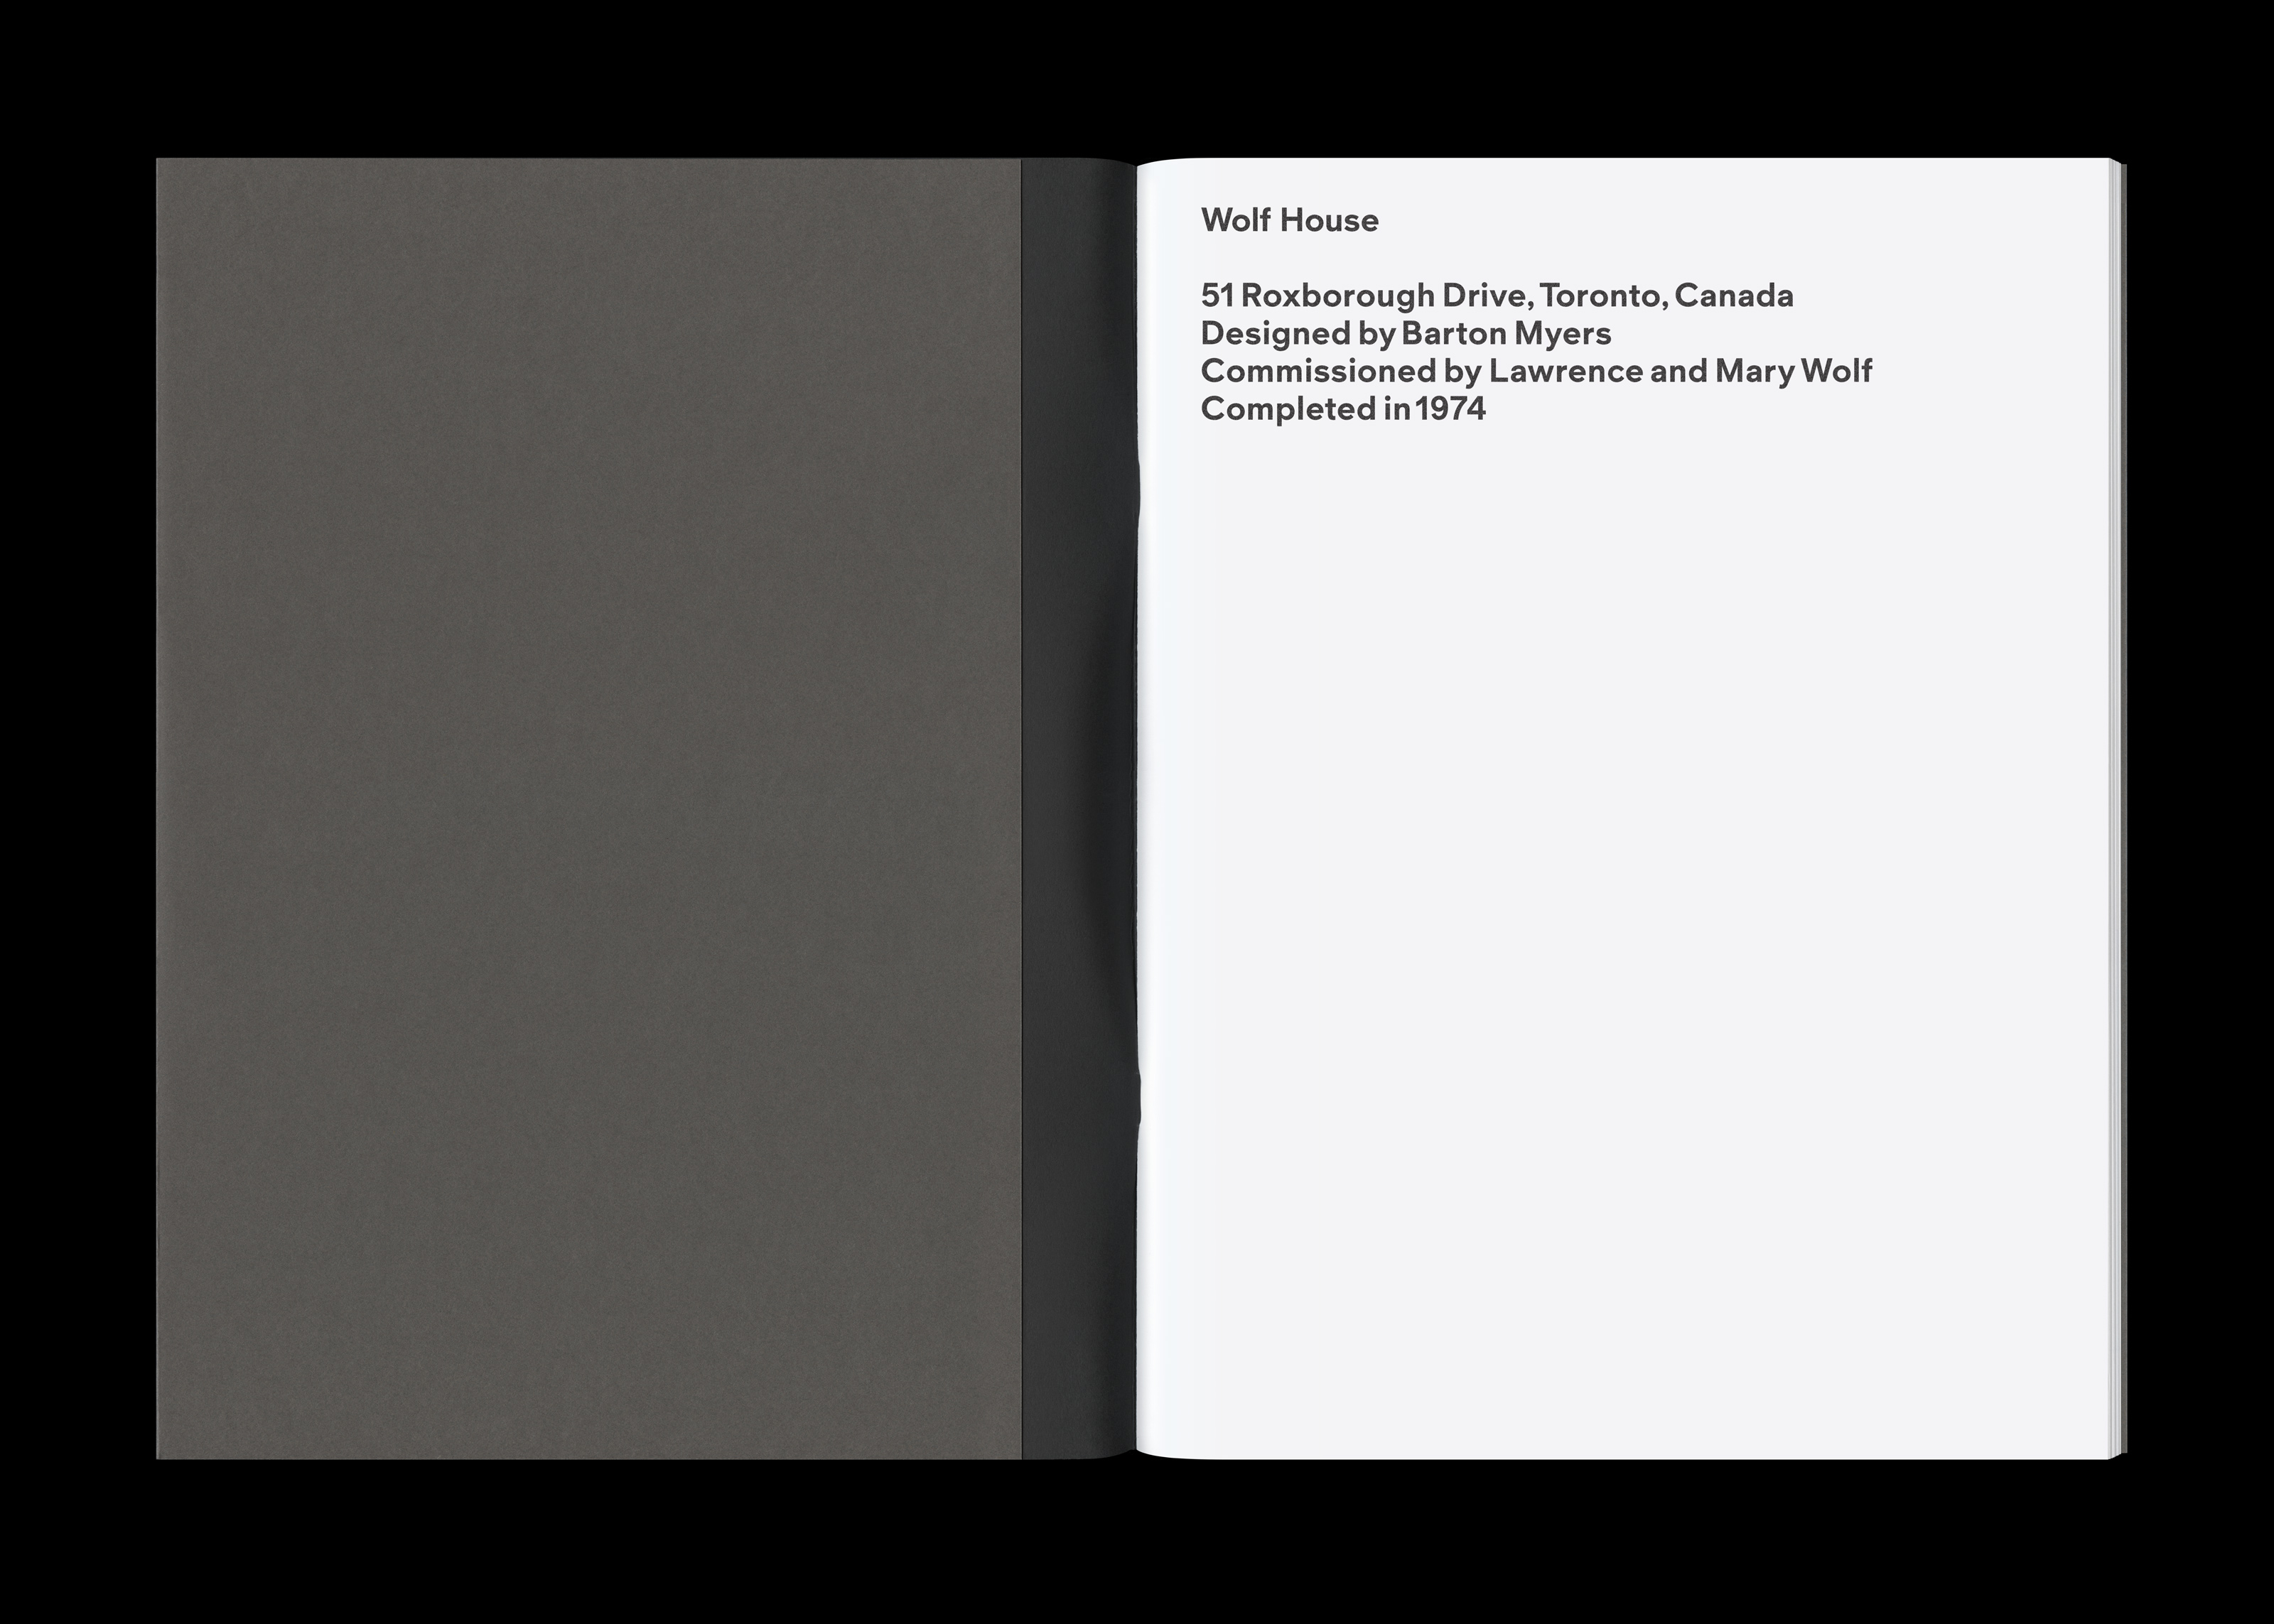 Wolf House
51 Roxborough Drive, Toronto, Canada
Designed by Barton Myers
Commissioned by Lawrence and Mary Wolf
Completed in 1974